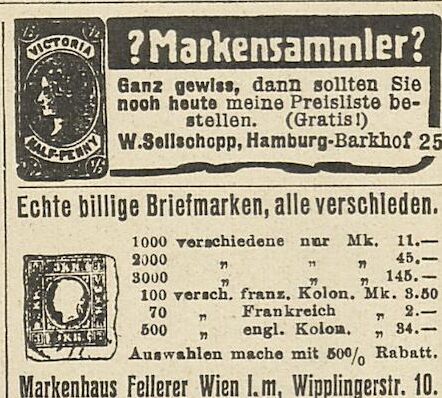 VICTORIA
HALF-PENNY
?Markensammler?
Ganz gewiss, dann sollten Sie
noch heute meine Preisliste be-
stellen. (Gratis!)
W.Sellschopp, Hamburg-Barkhof 25
Echte billige Briefmarken, alle verschieden.
1000 verschiedene nur Mk. 11.—
2000 „ „ „ 45.—
3000 „ „ „ 145.—
100 versch. franz. Kolon. Mk. 3.50
70 „ Frankreich „ 2.—
500 „ engl. Kolon. „ 34.—
Auswahlen mache mit 50% Rabatt.
Markenhaus Fellerer Wien I.m, Wipplingerstr. 10.